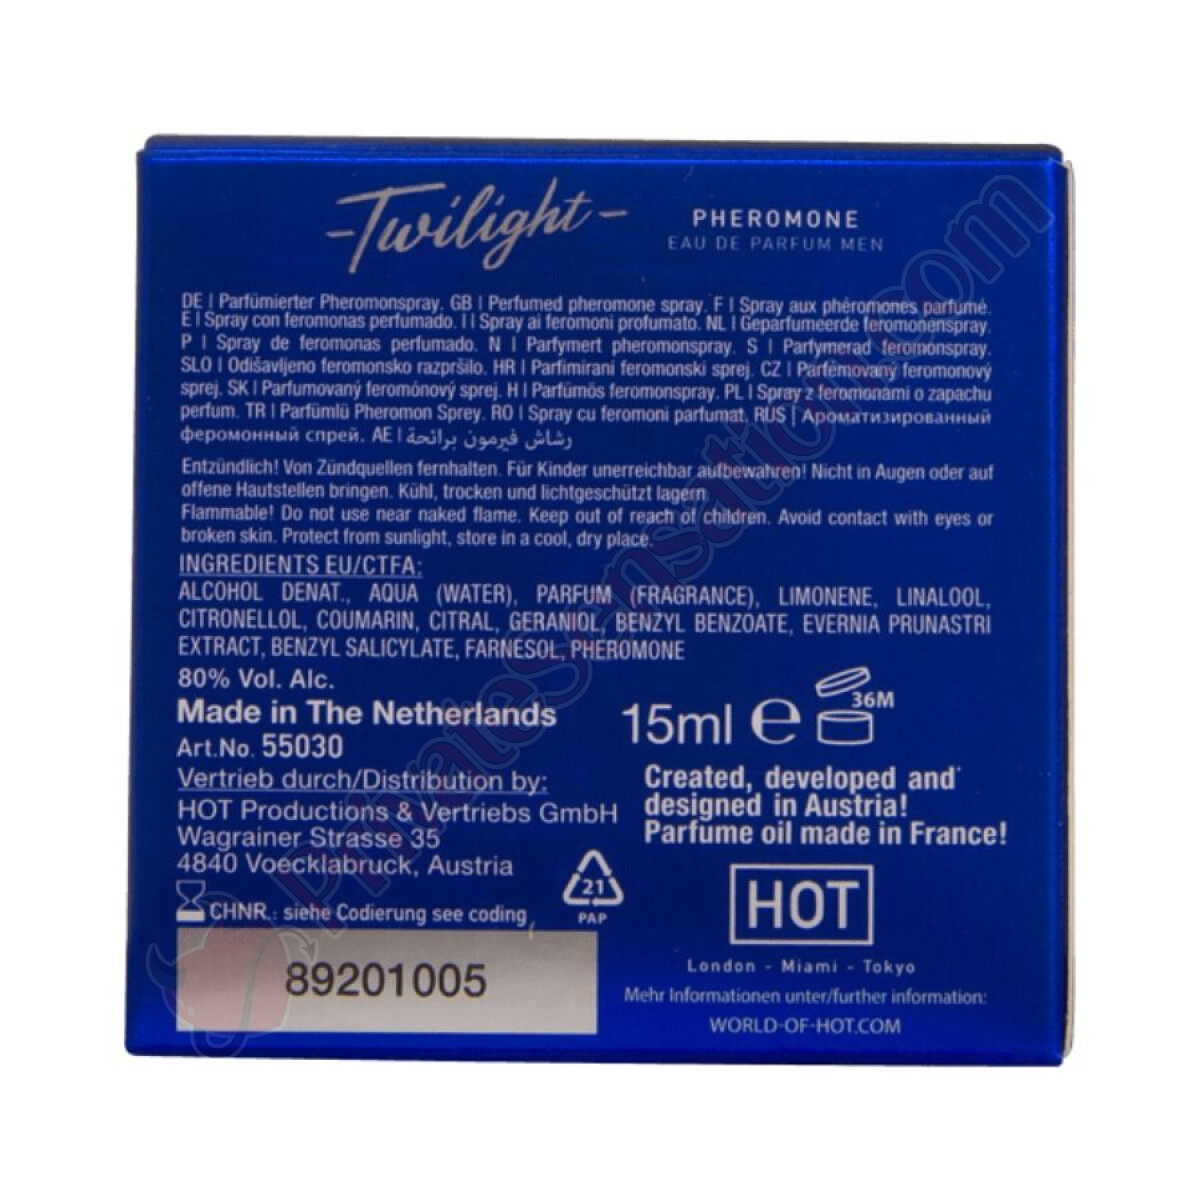 -Twilight-
PHEROMONE
EAU DE PARFUM MEN
DE | Parfümierter Pheromonspray. GB | Perfumed pheromone spray. F | Spray aux phéromones parfumé.
E | Spray con feromonas perfumado. I | Spray ai feromoni profumato. NL | Geparfumeerde feromonenspray.
P | Spray de feromonas perfumado. N | Parfymert pheromonspray. S | Parfymerad feromonspray.
SLO | Odišavljeno feromonsko razpršilo. HR | Parfimirani feromonski sprej. CZ | Parfémovaný feromonový
sprej. SK | Parfumovaný feromónový sprej. H | Parfümös feromonspray. PL | Spray z feromonami o zapachu
perfum. TR | Parfümlü Pheromon Sprey. RO | Spray cu feromoni parfumat. RUS | Ароматизированный
феромонный спрей. AE | رشاش فيرمون برائحة
Entzündlich! Von Zündquellen fernhalten. Für Kinder unerreichbar aufbewahren! Nicht in Augen oder auf
offene Hautstellen bringen. Kühl, trocken und lichtgeschützt lagern
Flammable! Do not use near naked flame. Keep out of reach of children. Avoid contact with eyes or
broken skin. Protect from sunlight, store in a cool, dry place.
INGREDIENTS EU/CTFA:
ALCOHOL DENAT., AQUA (WATER), PARFUM (FRAGRANCE), LIMONENE, LINALOOL,
CITRONELLOL, COUMARIN, CITRAL, GERANIOL, BENZYL BENZOATE, EVERNIA PRUNASTRI
EXTRACT, BENZYL SALICYLATE, FARNESOL, PHEROMONE
80% Vol. Alc.
Made in The Netherlands
Art.No. 55030
15ml e
36M
Vertrieb durch/Distribution by:
HOT Productions & Vertriebs GmbH
Wagrainer Strasse 35
4840 Voecklabruck, Austria
Created, developed and
designed in Austria!
Parfume oil made in France!
21
PAP
CHNR.: siehe Codierung see coding
89201005
HOT
London - Miami - Tokyo
Mehr Informationen unter/further information:
WORLD-OF-HOT.COM
PrivateSensation.com